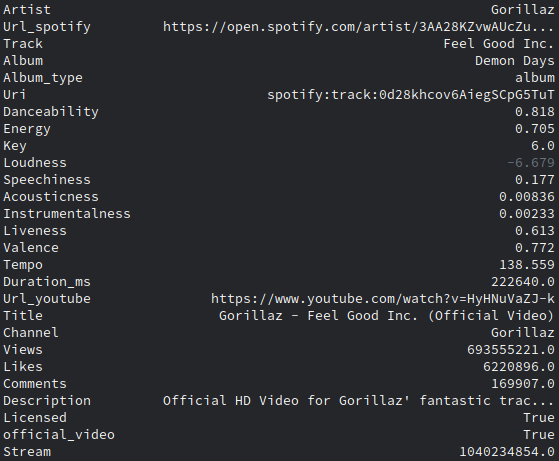 Artist Gorillaz
Url_spotify https://open.spotify.com/artist/3AA28KZvwAUcZu...
Track Feel Good Inc.
Album Demon Days
Album_type album
Uri spotify:track:0d28khcov6AiegSCpG5TuT
Danceability 0.818
Energy 0.705
Key 6.0
Loudness -6.679
Speechiness 0.177
Acousticness 0.00836
Instrumentalness 0.00233
Liveness 0.613
Valence 0.772
Tempo 138.559
Duration_ms 222640.0
Url_youtube https://www.youtube.com/watch?v=HyHNuVaZJ-k
Title Gorillaz - Feel Good Inc. (Official Video)
Channel Gorillaz
Views 693555221.0
Likes 6220896.0
Comments 169907.0
Description Official HD Video for Gorillaz' fantastic trac...
Licensed True
official_video True
Stream 1040234854.0